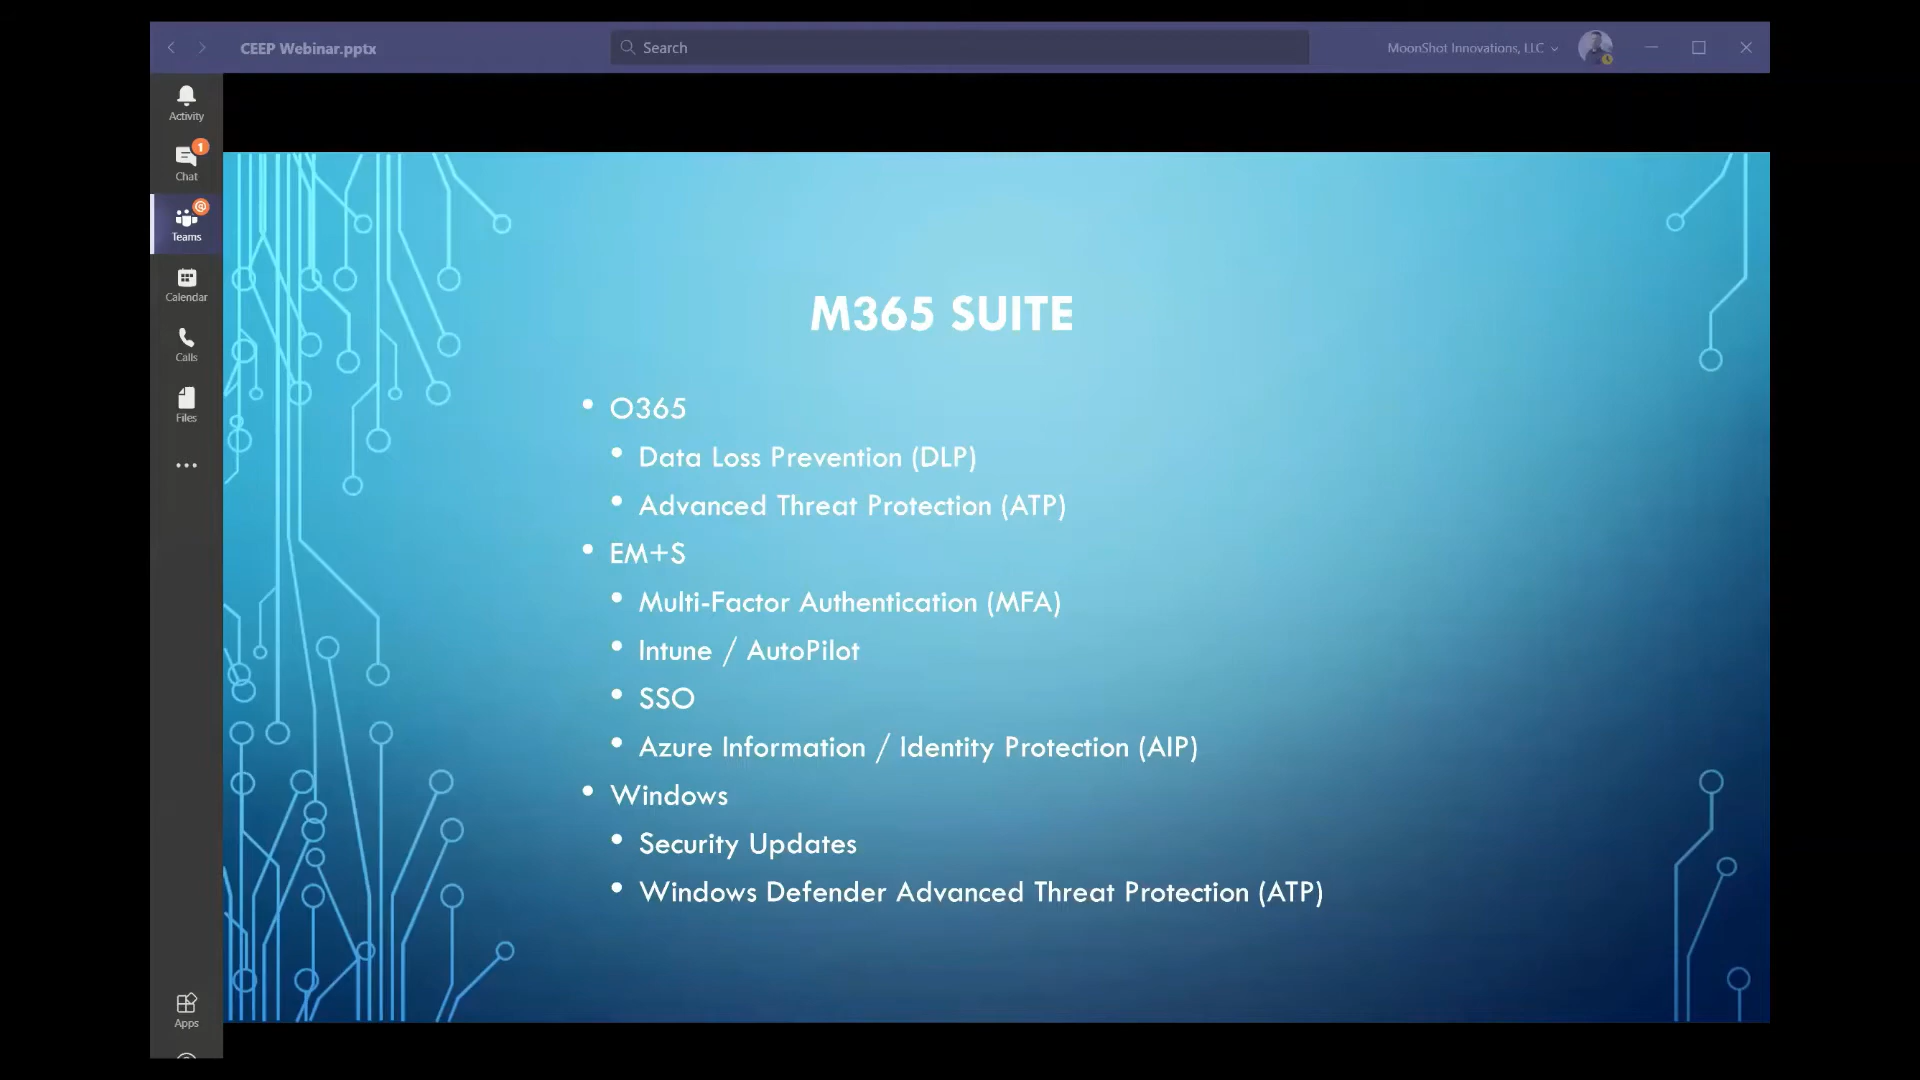 CEEP Webinar.pptx
Search
MoonShot Innovations, LLC
Activity
1
Chat
@
Teams
Calendar
Calls
Files
Apps
M365 SUITE
• O365
• Data Loss Prevention (DLP)
• Advanced Threat Protection (ATP)
• EM+S
• Multi-Factor Authentication (MFA)
• Intune / AutoPilot
• SSO
• Azure Information / Identity Protection (AIP)
• Windows
• Security Updates
• Windows Defender Advanced Threat Protection (ATP)